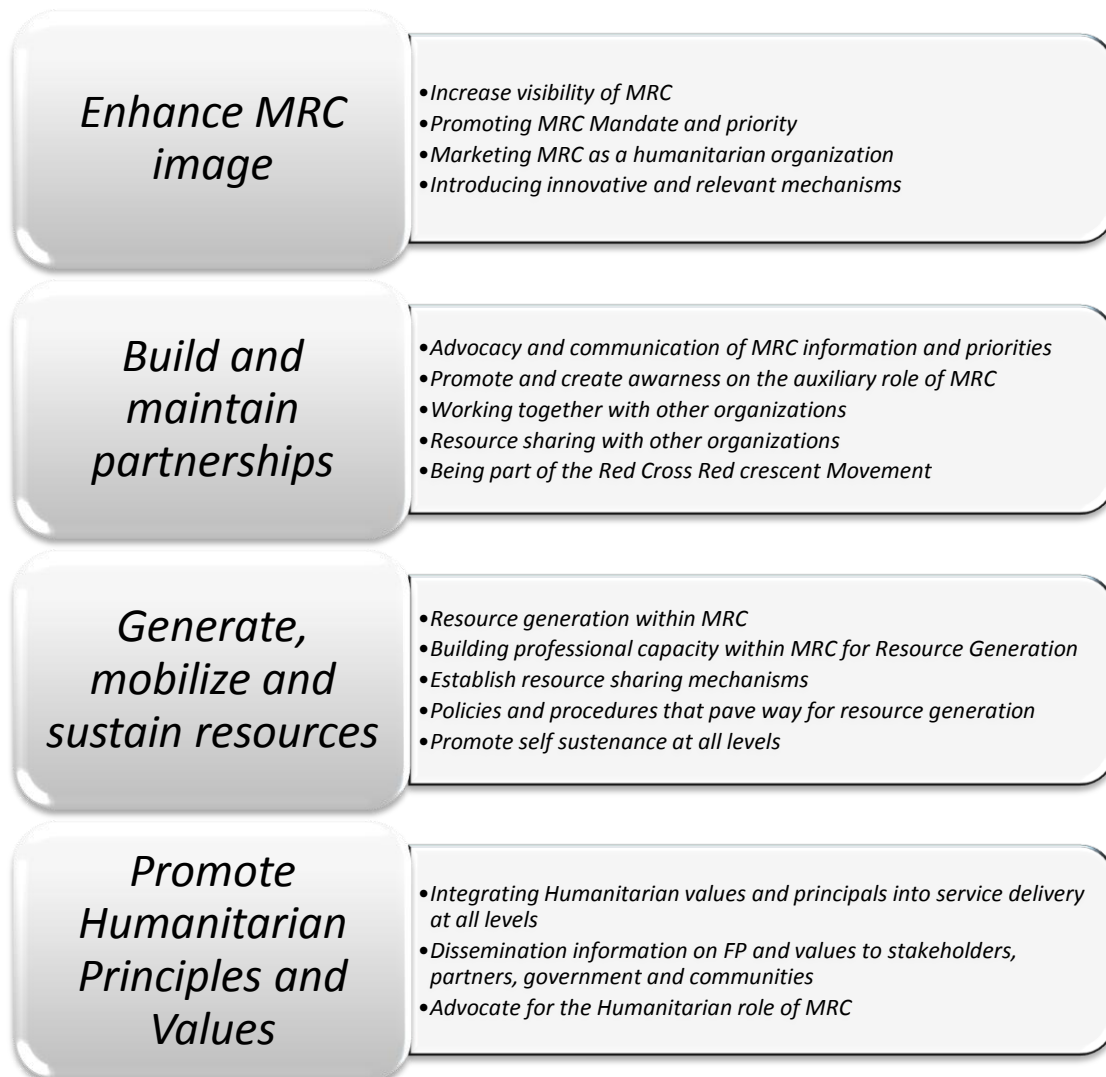 Enhance MRC
image
•Increase visibility of MRC
•Promoting MRC Mandate and priority
•Marketing MRC as a humanitarian organization
•Introducing innovative and relevant mechanisms
Build and
maintain
partnerships
•Advocacy and communication of MRC information and priorities
•Promote and create awarness on the auxiliary role of MRC
•Working together with other organizations
•Resource sharing with other organizations
•Being part of the Red Cross Red crescent Movement
Generate,
mobilize and
sustain resources
•Resource generation within MRC
•Building professional capacity within MRC for Resource Generation
•Establish resource sharing mechanisms
•Policies and procedures that pave way for resource generation
•Promote self sustenance at all levels
Promote
Humanitarian
Principles and
Values
•Integrating Humanitarian values and principals into service delivery
at all levels
•Dissemination information on FP and values to stakeholders,
partners, government and communities
•Advocate for the Humanitarian role of MRC